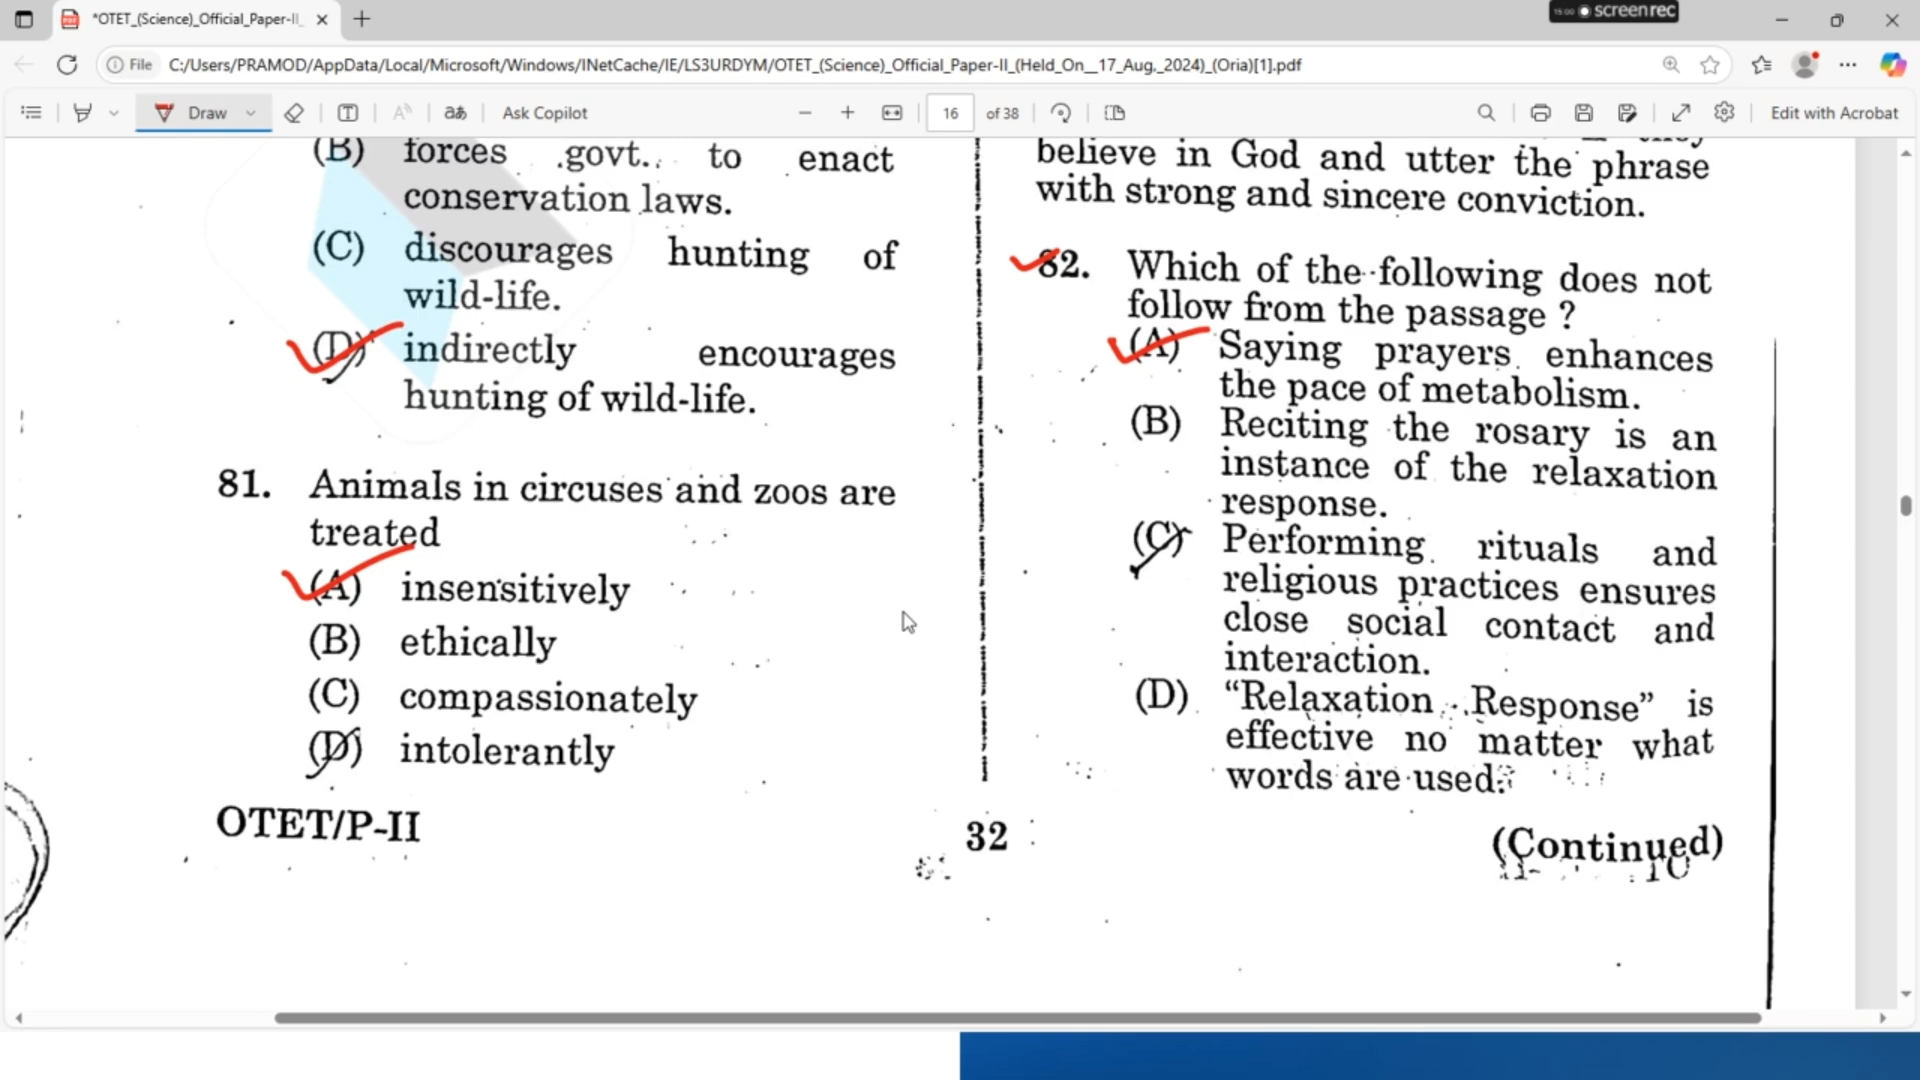 *OTET_(Science)_Official_Paper-II_
15:00 screenrec
File C:/Users/PRAMOD/AppData/Local/Microsoft/Windows/INetCache/IE/LS3URDYM/OTET_(Science)_Official_Paper-II_(Held_On__17_Aug,_2024)_(Oria)[1].pdf
Draw aあ Ask Copilot 16 of 38 Edit with Acrobat
(B) forces govt. to enact
conservation laws.
(C) discourages hunting of
wild-life.
(D) indirectly encourages
hunting of wild-life.
81. Animals in circuses and zoos are
treated
(A) insensitively
(B) ethically
(C) compassionately
(D) intolerantly
they
believe in God and utter the phrase
with strong and sincere conviction.
82. Which of the following does not
follow from the passage ?
(A) Saying prayers enhances
the pace of metabolism.
(B) Reciting the rosary is an
instance of the relaxation
response.
(C) Performing rituals and
religious practices ensures
close social contact and
interaction.
(D) “Relaxation Response” is
effective no matter what
words are used.
OTET/P-II
32
(Continued)